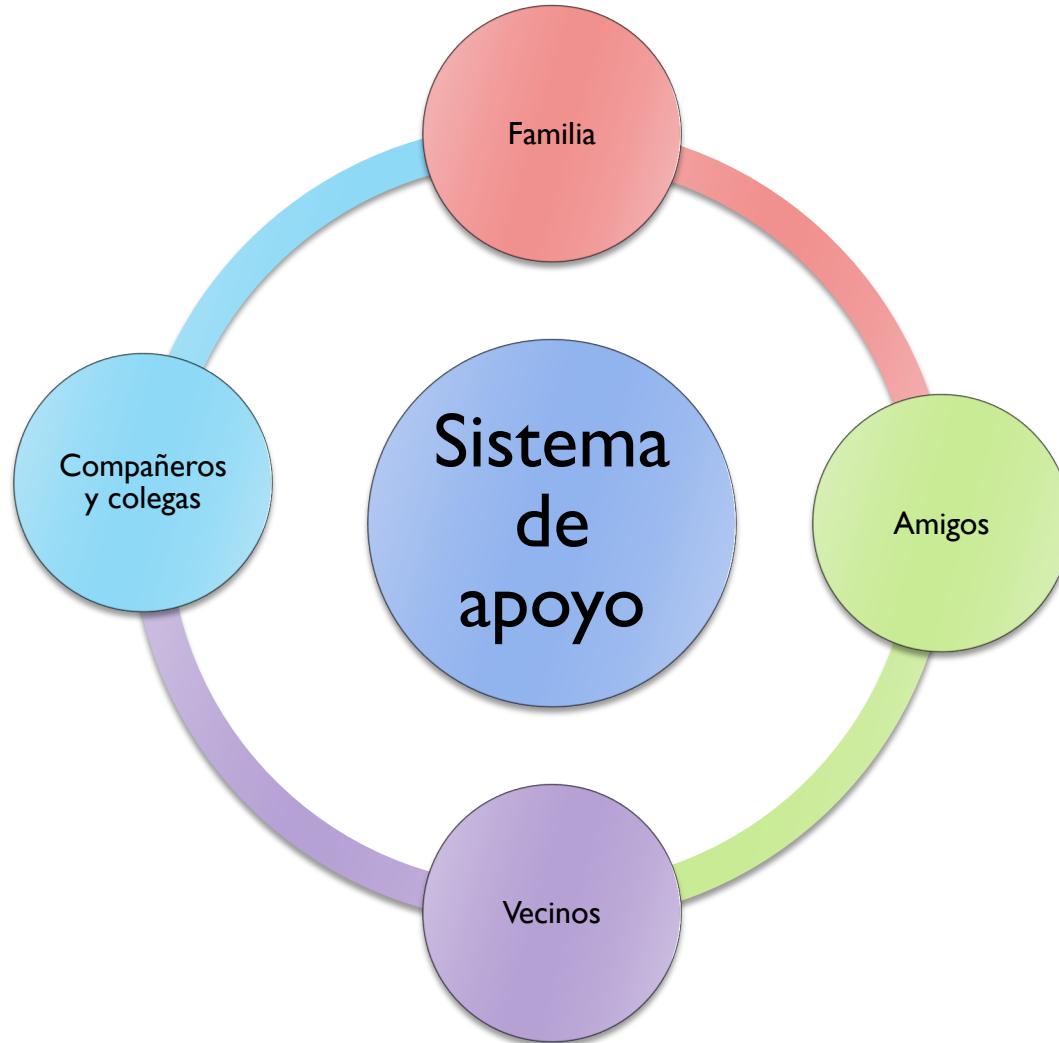 Familia
Sistema
de
apoyo
Compañeros
y colegas
Amigos
Vecinos